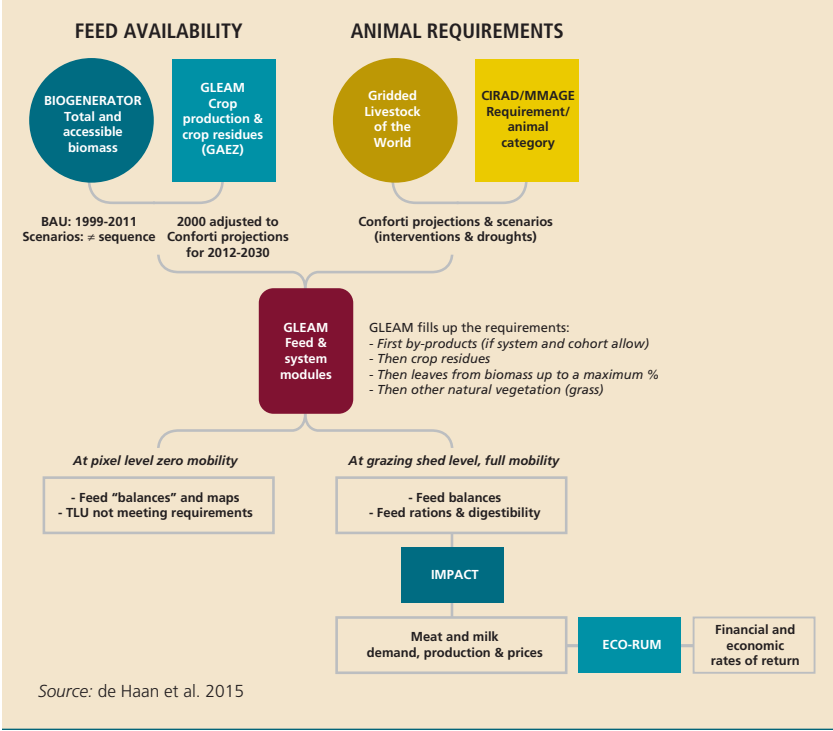 FEED AVAILABILITY
ANIMAL REQUIREMENTS
BIOGENERATOR
Total and
accessible
biomass
GLEAM
Crop
production &
crop residues
(GAEZ)
Gridded
Livestock
of the
World
CIRAD/MMAGE
Requirement/
animal
category
BAU: 1999-2011
Scenarios: ≠ sequence
2000 adjusted to
Conforti projections
for 2012-2030
Conforti projections & scenarios
(interventions & droughts)
GLEAM
Feed &
system
modules
GLEAM fills up the requirements:
- First by-products (if system and cohort allow)
- Then crop residues
- Then leaves from biomass up to a maximum %
- Then other natural vegetation (grass)
At pixel level zero mobility
- Feed “balances” and maps
- TLU not meeting requirements
At grazing shed level, full mobility
- Feed balances
- Feed rations & digestibility
IMPACT
Meat and milk
demand, production & prices
ECO-RUM
Financial and
economic
rates of return
Source: de Haan et al. 2015